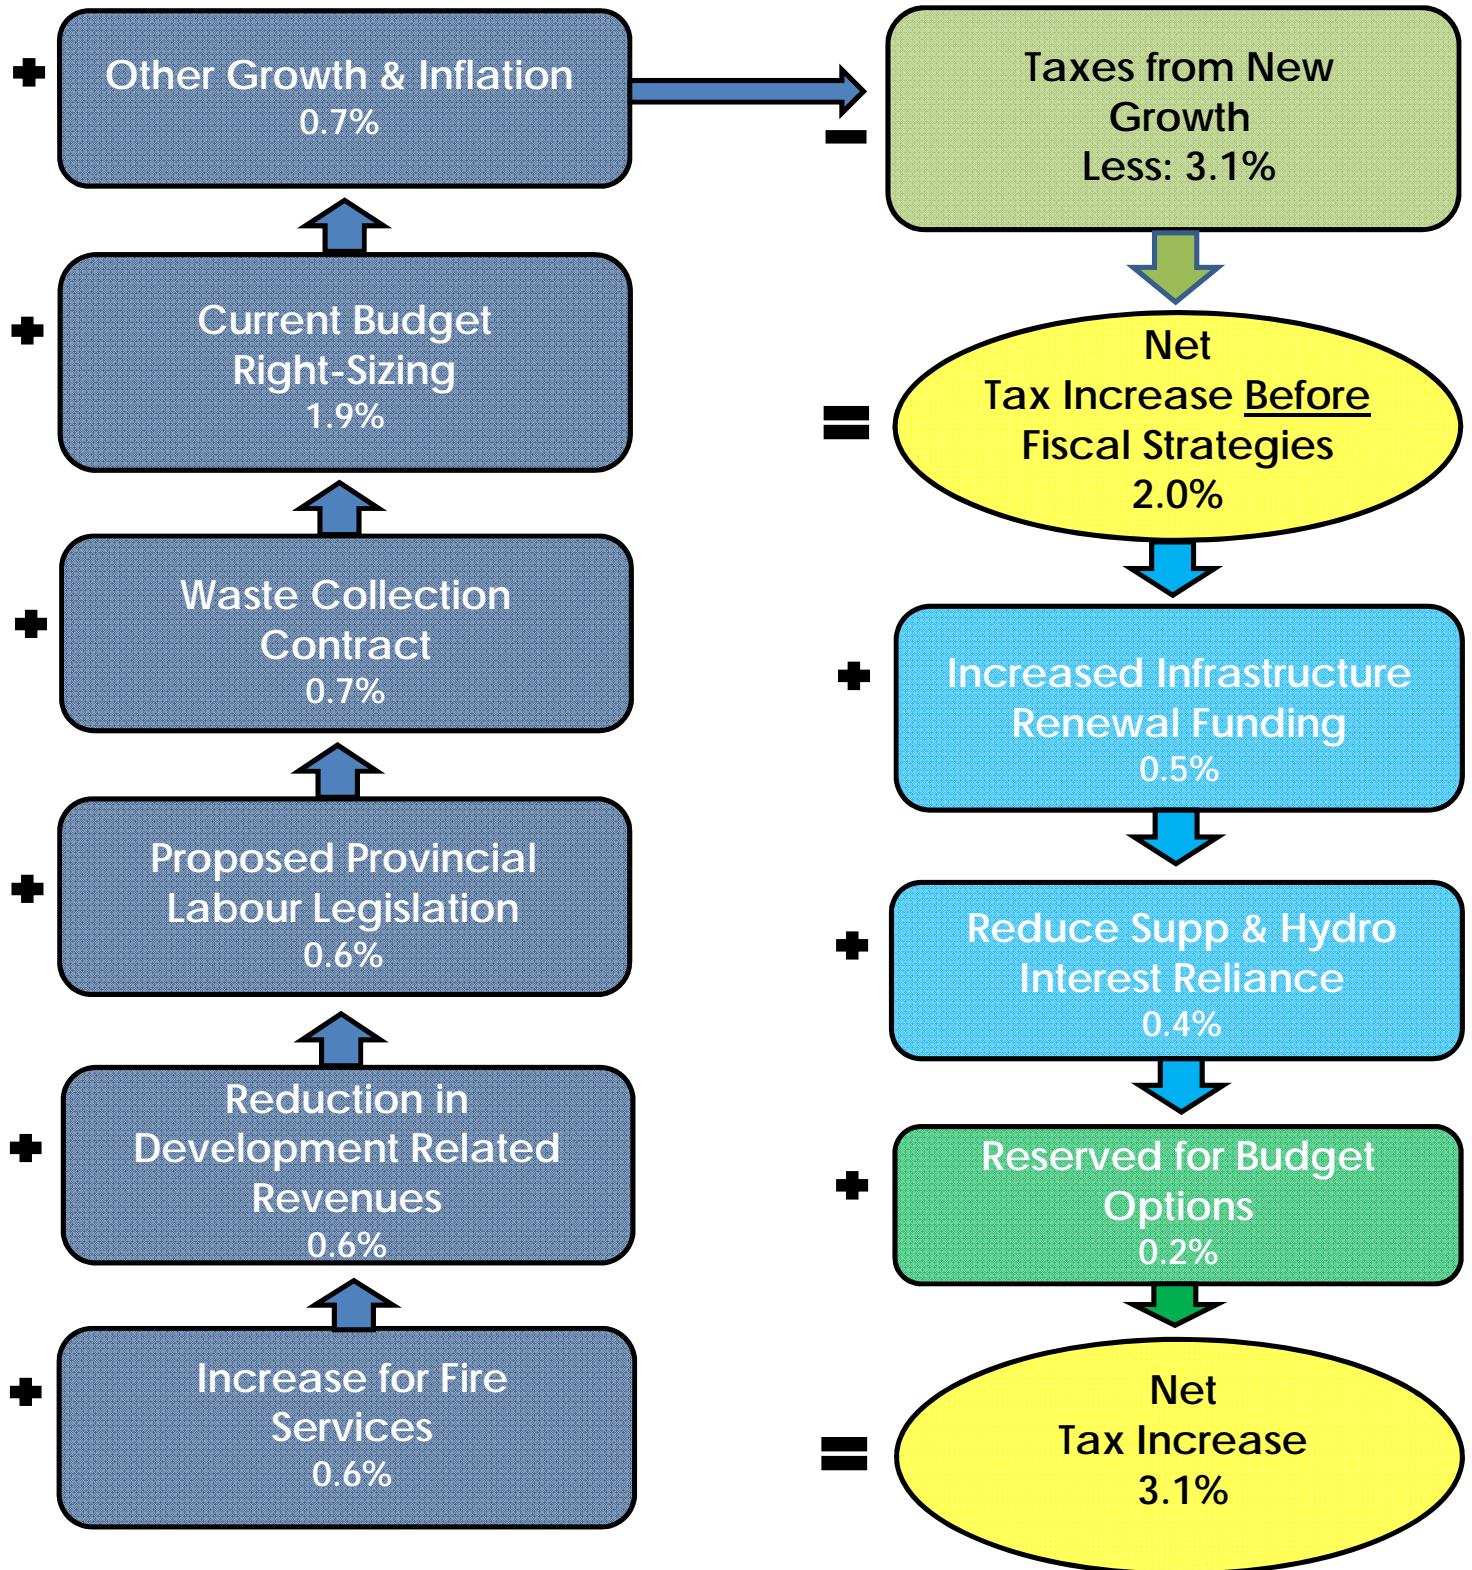 +
Other Growth & Inflation
0.7%
+
Current Budget
Right-Sizing
1.9%
+
Waste Collection
Contract
0.7%
+
Proposed Provincial
Labour Legislation
0.6%
+
Reduction in
Development Related
Revenues
0.6%
+
Increase for Fire
Services
0.6%
-
Taxes from New
Growth
Less: 3.1%
=
Net
Tax Increase Before
Fiscal Strategies
2.0%
+
Increased Infrastructure
Renewal Funding
0.5%
+
Reduce Supp & Hydro
Interest Reliance
0.4%
+
Reserved for Budget
Options
0.2%
=
Net
Tax Increase
3.1%